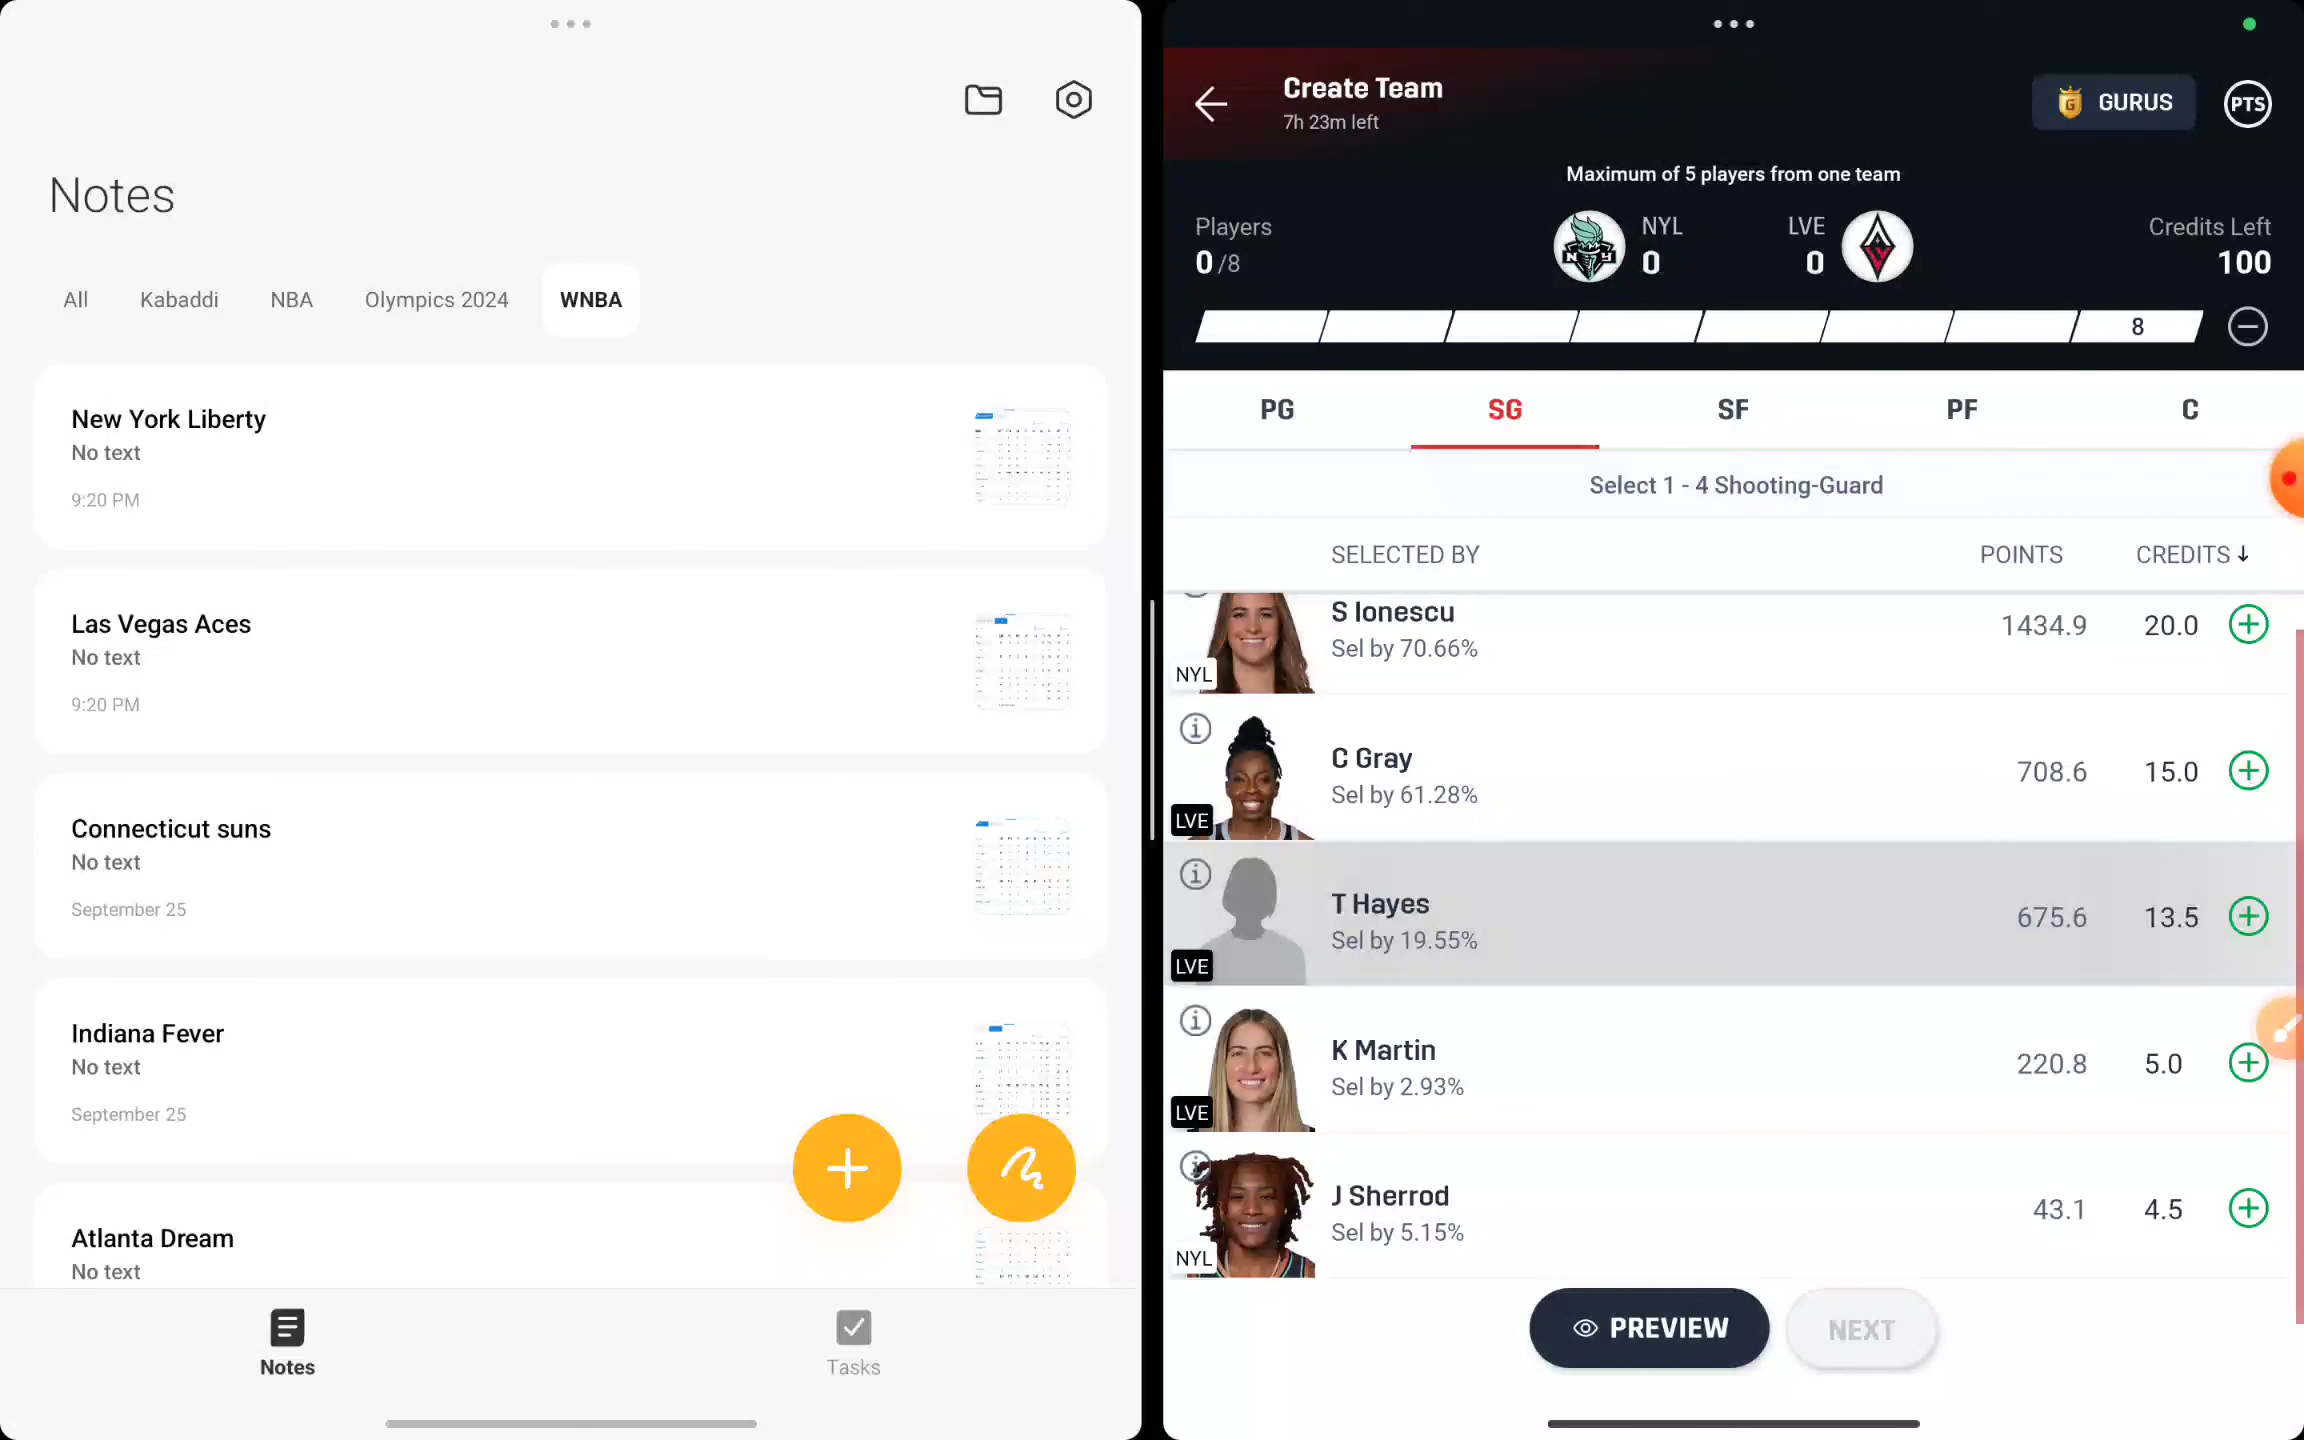 Notes
All
Kabaddi
NBA
Olympics 2024
WNBA
New York Liberty
No text
9:20 PM
Las Vegas Aces
No text
9:20 PM
Connecticut suns
No text
September 25
Indiana Fever
No text
September 25
Atlanta Dream
No text
Notes
Tasks
Create Team
7h 23m left
GURUS
PTS
Maximum of 5 players from one team
Players
0/8
NYL
0
LVE
0
Credits Left
100
8
PG
SG
SF
PF
C
Select 1 - 4 Shooting-Guard
SELECTED BY
POINTS
CREDITS ↓
S Ionescu
Sel by 70.66%
NYL
1434.9
20.0
C Gray
Sel by 61.28%
LVE
708.6
15.0
T Hayes
Sel by 19.55%
LVE
675.6
13.5
K Martin
Sel by 2.93%
LVE
220.8
5.0
J Sherrod
Sel by 5.15%
NYL
43.1
4.5
PREVIEW
NEXT